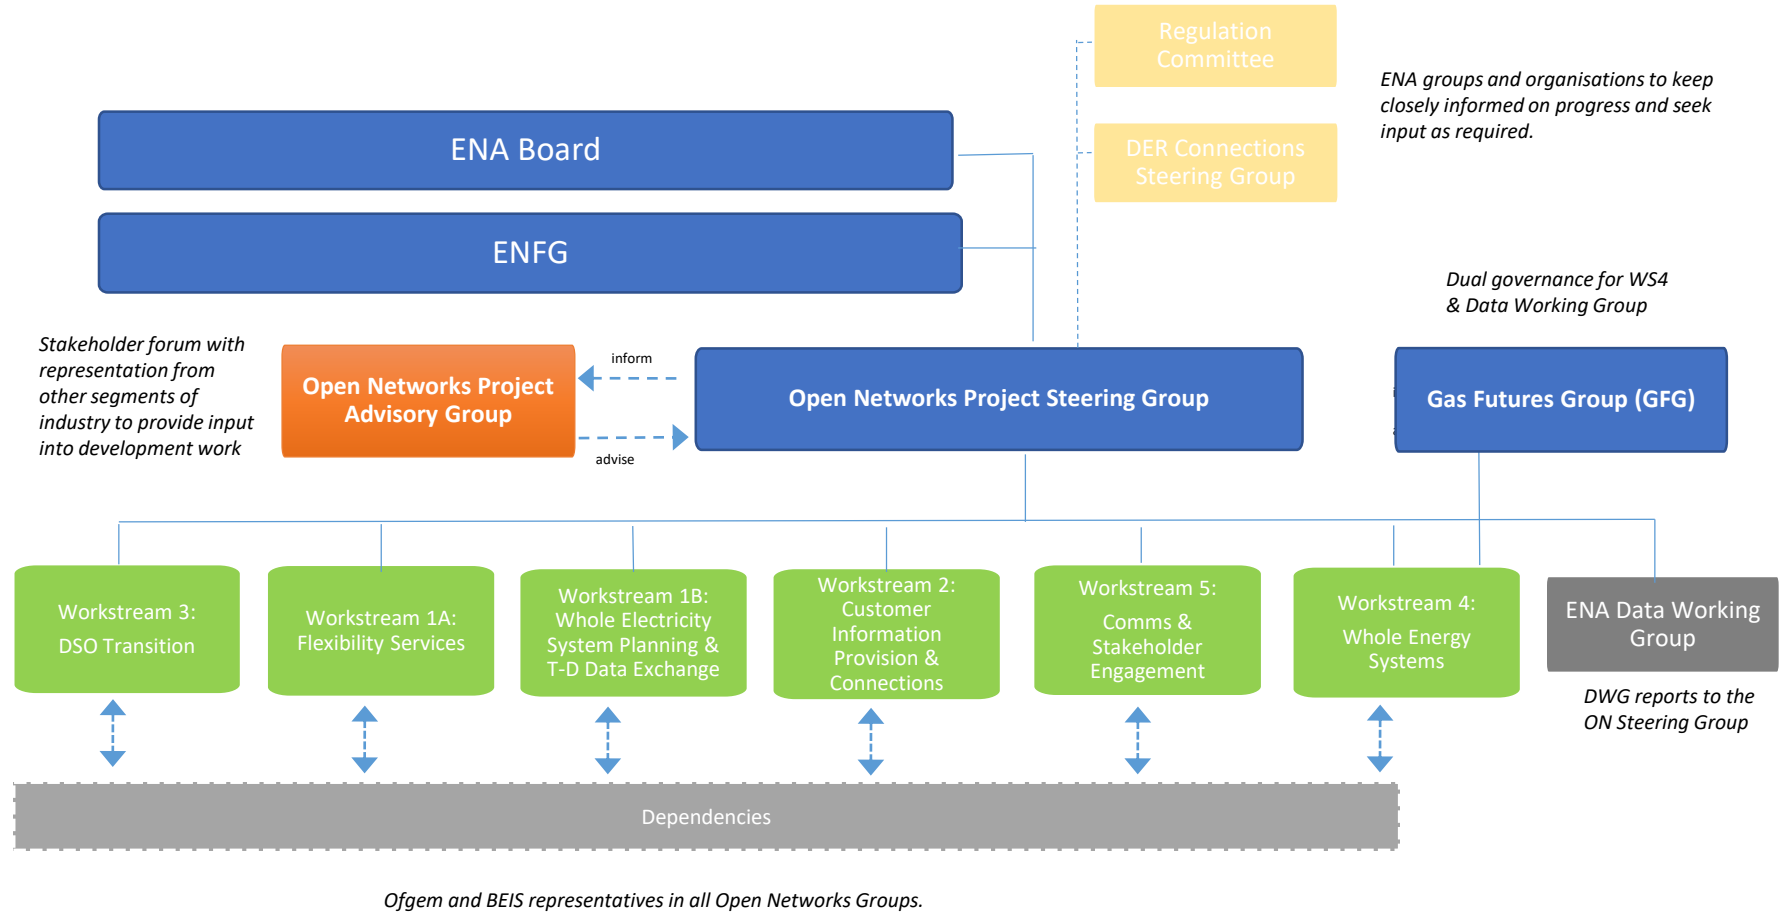 Regulation
Committee
ENA groups and organisations to keep
closely informed on progress and seek
input as required.
ENA Board
DER Connections
Steering Group
ENFG
Dual governance for WS4
& Data Working Group
Stakeholder forum with
representation from
other segments of
industry to provide input
into development work
Open Networks Project
Advisory Group
inform
advise
Open Networks Project Steering Group
Gas Futures Group (GFG)
Workstream 3:
DSO Transition
Workstream 1A:
Flexibility Services
Workstream 1B:
Whole Electricity
System Planning &
T-D Data Exchange
Workstream 2:
Customer
Information
Provision &
Connections
Workstream 5:
Comms &
Stakeholder
Engagement
Workstream 4:
Whole Energy
Systems
ENA Data Working
Group
DWG reports to the
ON Steering Group
Dependencies
Ofgem and BEIS representatives in all Open Networks Groups.